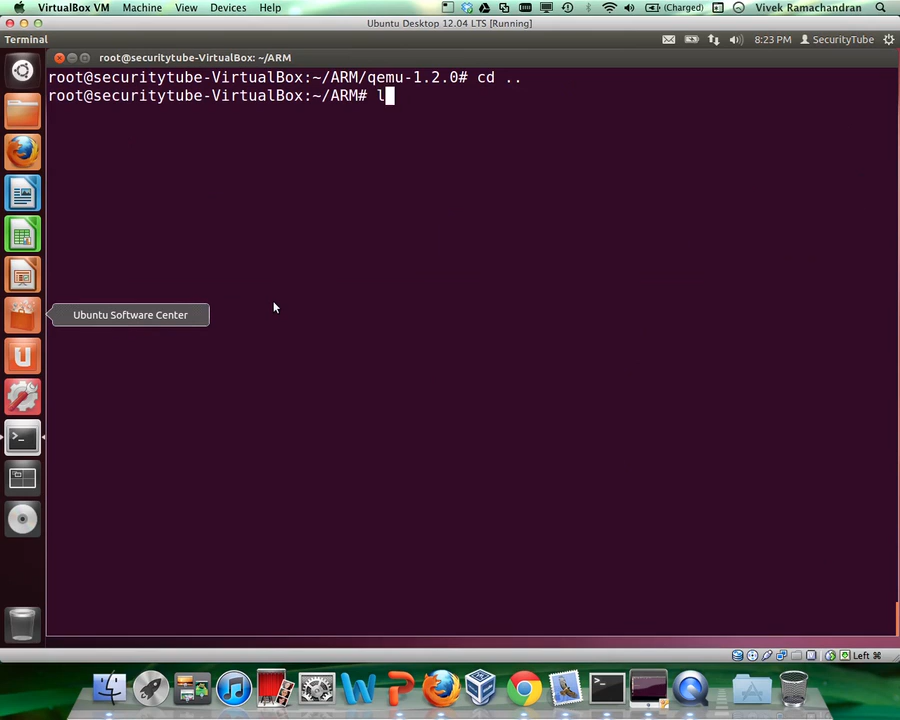 VirtualBox VM Machine View Devices Help (Charged) Vivek Ramachandran
Ubuntu Desktop 12.04 LTS [Running]
Terminal 8:23 PM SecurityTube
root@securitytube-VirtualBox: ~/ARM
root@securitytube-VirtualBox:~/ARM/qemu-1.2.0# cd ..
root@securitytube-VirtualBox:~/ARM# l
Ubuntu Software Center
Left ⌘